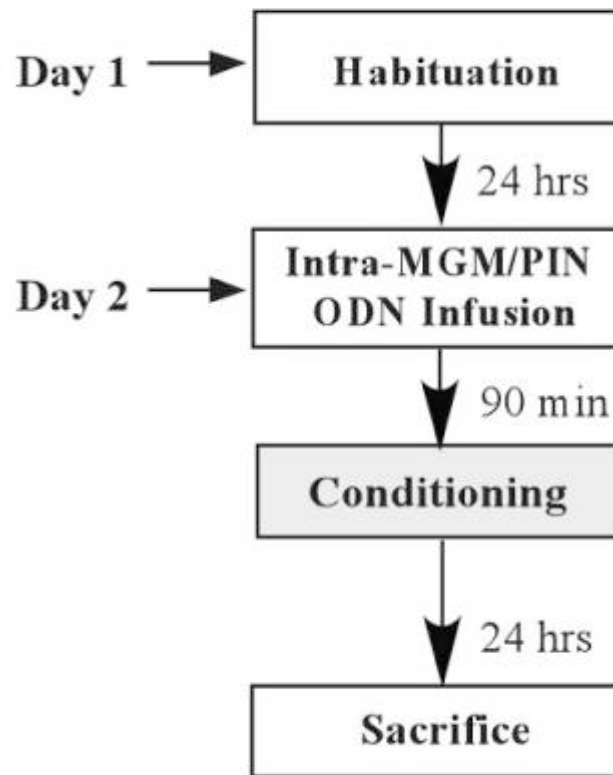 Day 1
Habituation
24 hrs
Intra-MGM/PIN
ODN Infusion
Day 2
90 min
Conditioning
24 hrs
Sacrifice